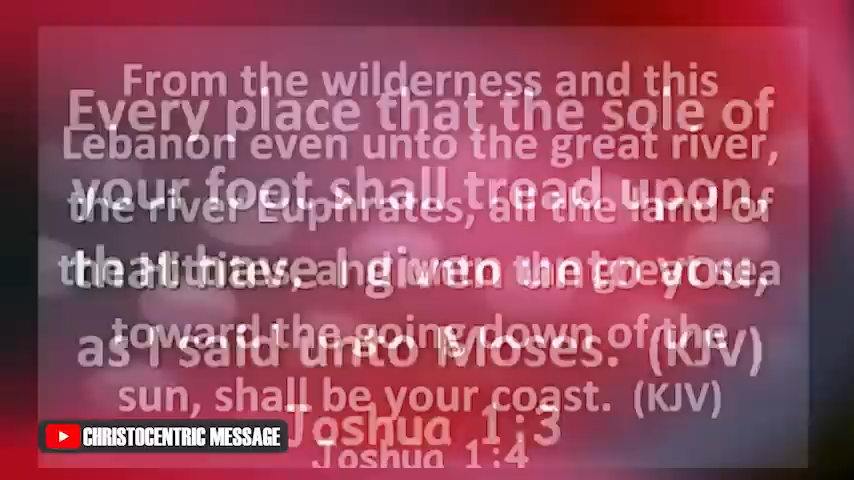 Every place that the sole of
your foot shall tread upon,
that have I given unto you,
as I said unto Moses. (KJV)
Joshua 1:3
From the wilderness and this
Lebanon even unto the great river,
the river Euphrates, all the land of
the Hittites, and unto the great sea
toward the going down of the
sun, shall be your coast. (KJV)
Joshua 1:4
CHRISTOCENTRIC MESSAGE